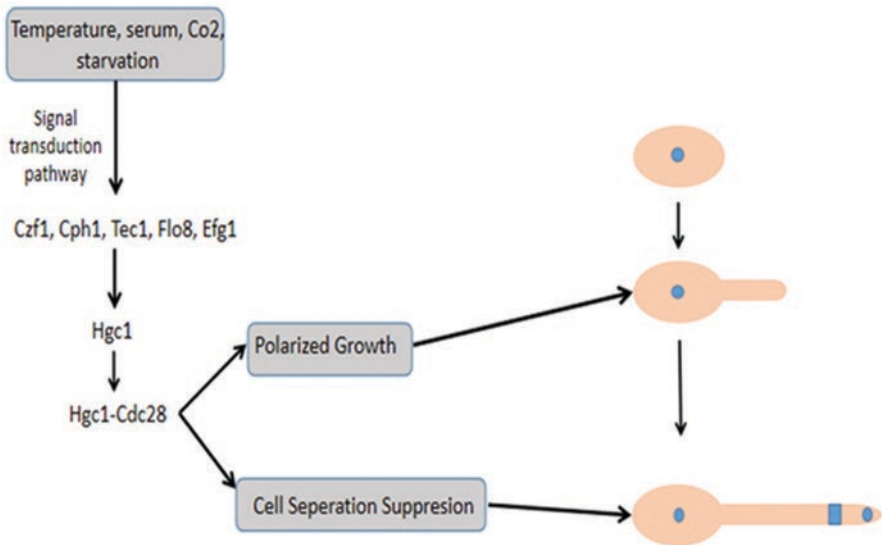 Temperature, serum, Co2,
starvation
Signal
transduction
pathway
Czf1, Cph1, Tec1, Flo8, Efg1
Hgc1
Hgc1-Cdc28
Polarized Growth
Cell Seperation Suppresion